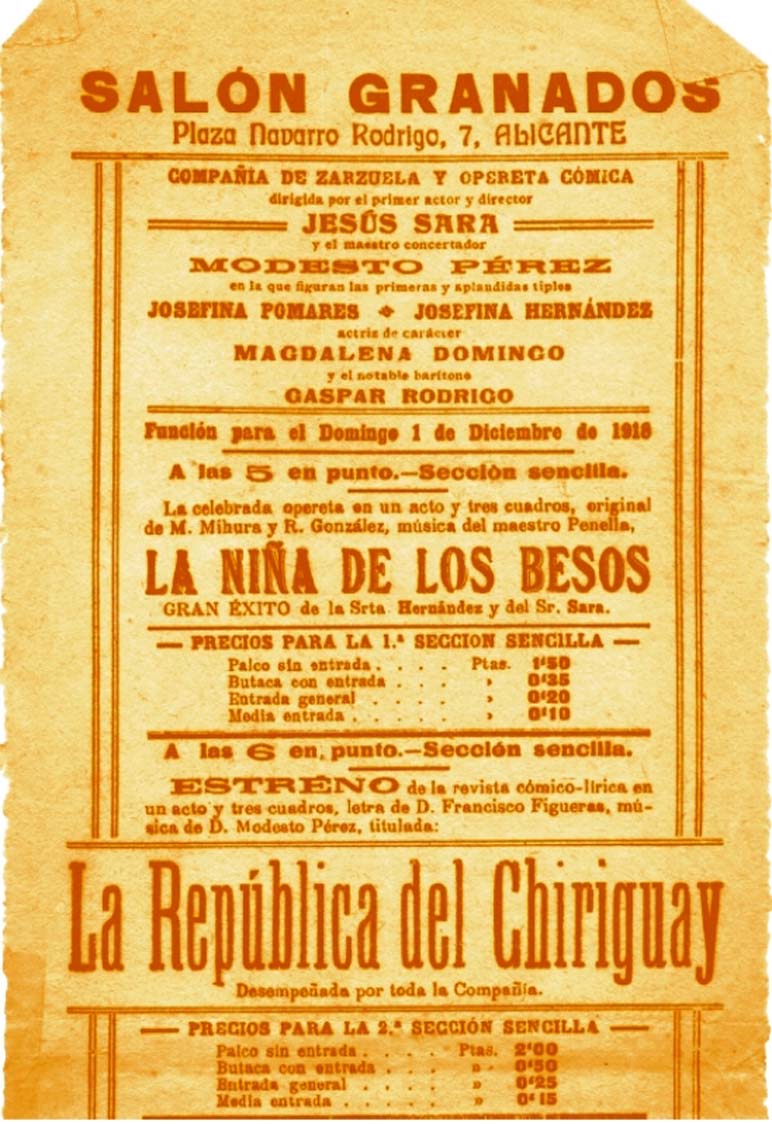 SALÓN GRANADOS
Plaza Navarro Rodrigo, 7, ALICANTE
COMPAÑIA DE ZARZUELA Y OPERETA CÓMICA
dirigida por el primer actor y director
JESÚS SARA
y el maestro concertador
MODESTO PÉREZ
en la que figuran las primeras y aplaudidas tiples
JOSEFINA POMARES ❖ JOSEFINA HERNÁNDEZ
actriz de carácter
MAGDALENA DOMINGO
y el notable barítono
GASPAR RODRIGO
Función para el Domingo 1 de Diciembre de 1918
A las 5 en punto.—Sección sencilla.
La celebrada opereta en un acto y tres cuadros, original
de M. Mihura y R. González, música del maestro Penella,
LA NIÑA DE LOS BESOS
GRAN ÉXITO de la Srta Hernández y del Sr. Sara.
— PRECIOS PARA LA 1.ª SECCION SENCILLA —
Palco sin entrada . . . . Ptas. 1'50
Butaca con entrada . . . » 0'35
Entrada general . . . . » 0'20
Media entrada . . . . . » 0'10
A las 6 en punto.—Sección sencilla.
ESTRENO de la revista cómico-lírica en
un acto y tres cuadros, letra de D. Francisco Figueras, mú-
sica de D. Modesto Pérez, titulada:
La República del Chiriguay
Desempeñada por toda la Compañía.
— PRECIOS PARA LA 2.ª SECCIÓN SENCILLA —
Palco sin entrada . . . . Ptas. 2'00
Butaca con entrada . . . » 0'50
Entrada general . . . . » 0'25
Media entrada . . . . . » 0'15